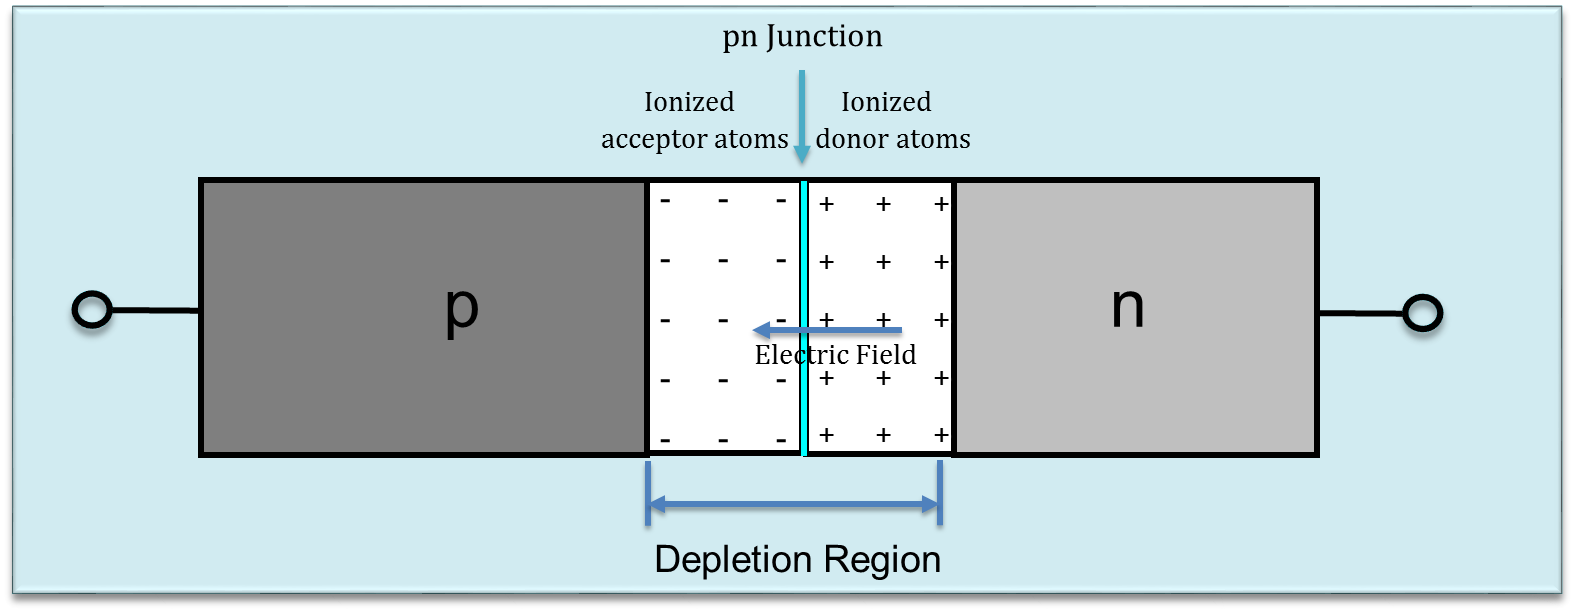 pn Junction
Ionized
acceptor atoms
Ionized
donor atoms
- - - + + +
- - - + + +
p
n
- - - + + +
Electric Field
- - - + + +
- - - + + +
Depletion Region